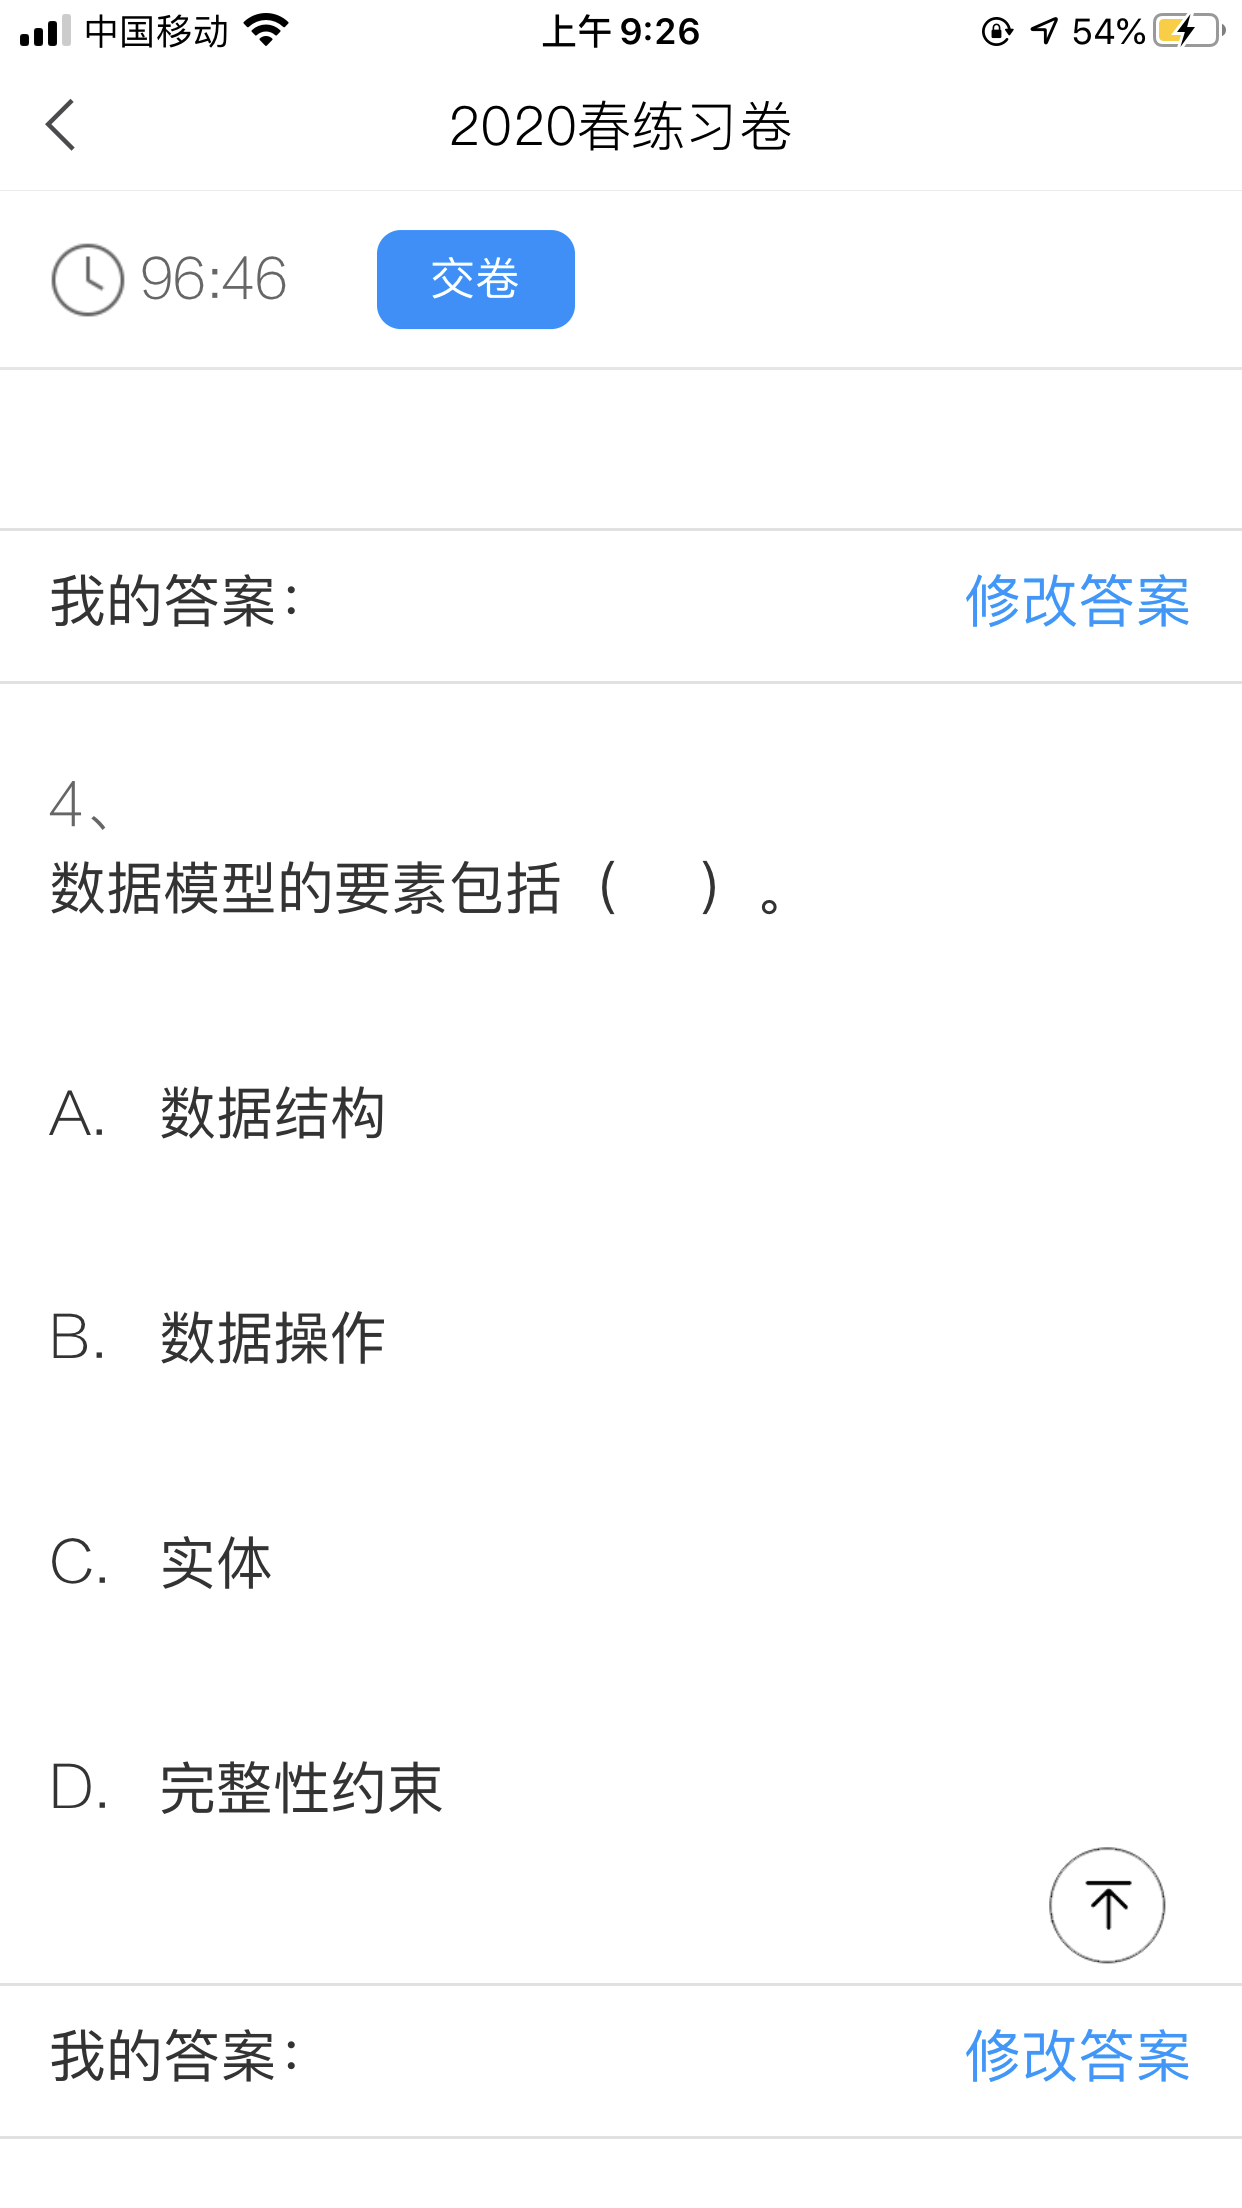 中国移动 上午 9:26 54%
2020春练习卷
96:46 交卷
我的答案： 修改答案
4、
数据模型的要素包括（ ）。
A. 数据结构
B. 数据操作
C. 实体
D. 完整性约束
我的答案： 修改答案